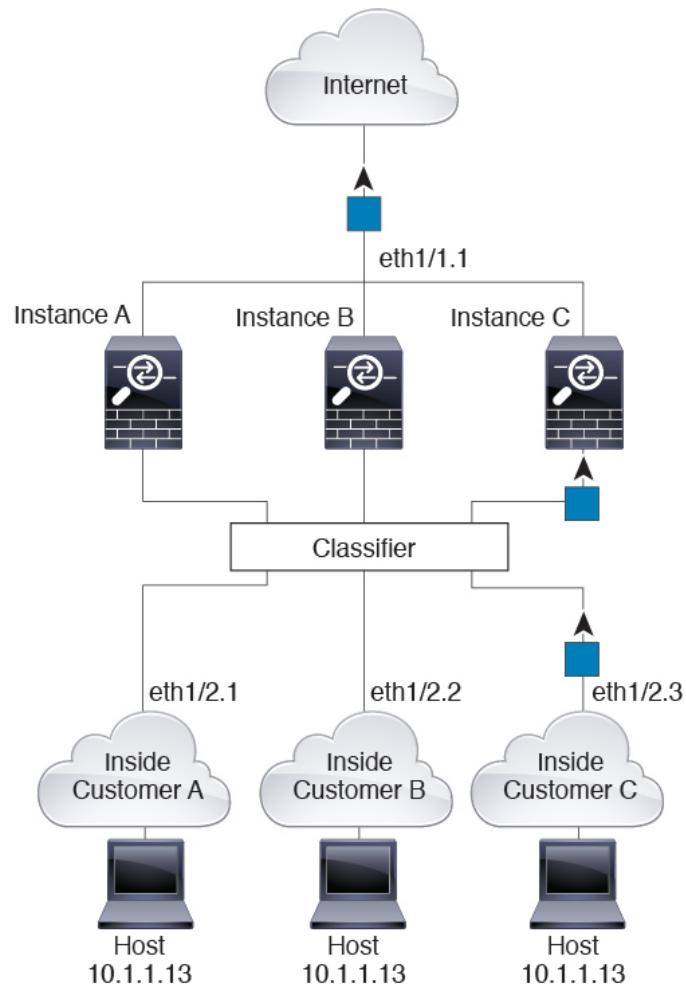 Internet
eth1/1.1
Instance A
Instance B
Instance C
Classifier
eth1/2.1
eth1/2.2
eth1/2.3
Inside
Customer A
Inside
Customer B
Inside
Customer C
Host
10.1.1.13
Host
10.1.1.13
Host
10.1.1.13